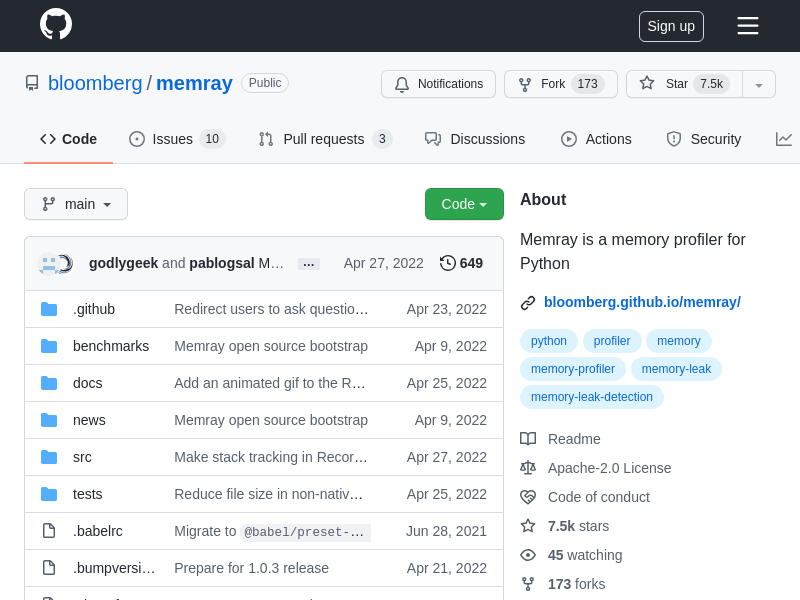 Sign up
bloomberg / memray Public
Notifications Fork 173 Star 7.5k
Code Issues 10 Pull requests 3 Discussions Actions Security
main Code
godlygeek and pablogsal M… ... Apr 27, 2022 649
.github Redirect users to ask questio… Apr 23, 2022
benchmarks Memray open source bootstrap Apr 9, 2022
docs Add an animated gif to the R… Apr 25, 2022
news Memray open source bootstrap Apr 9, 2022
src Make stack tracking in Recor… Apr 27, 2022
tests Reduce file size in non-nativ… Apr 25, 2022
.babelrc Migrate to @babel/preset-… Jun 28, 2021
.bumpversi… Prepare for 1.0.3 release Apr 21, 2022
About
Memray is a memory profiler for
Python
bloomberg.github.io/memray/
python profiler memory
memory-profiler memory-leak
memory-leak-detection
Readme
Apache-2.0 License
Code of conduct
7.5k stars
45 watching
173 forks